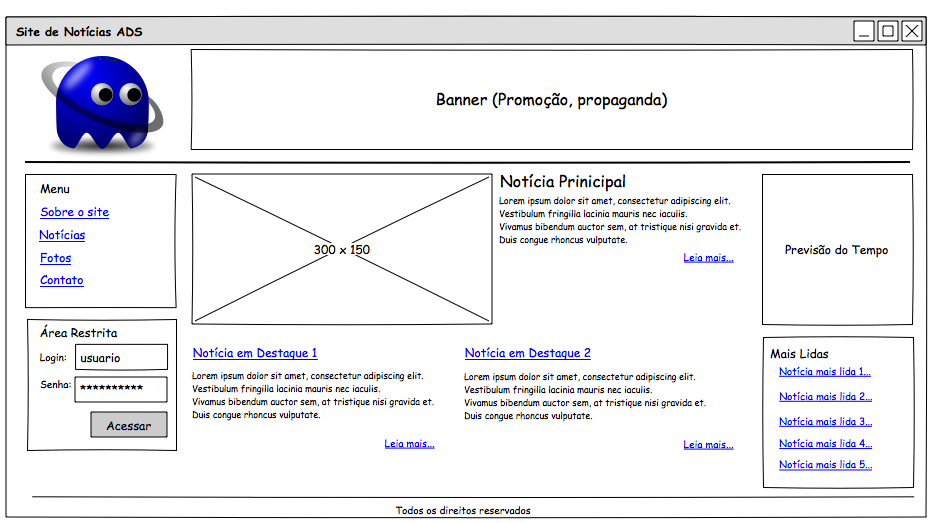 Site de Notícias ADS
Banner (Promoção, propaganda)
Menu
Sobre o site
Notícias
Fotos
Contato
Área Restrita
Login:
usuario
Senha:
**********
Acessar
300 x 150
Notícia Prinicipal
Lorem ipsum dolor sit amet, consectetur adipiscing elit.
Vestibulum fringilla lacinia mauris nec iaculis.
Vivamus bibendum auctor sem, at tristique nisi gravida et.
Duis congue rhoncus vulputate.
Leia mais...
Notícia em Destaque 1
Lorem ipsum dolor sit amet, consectetur adipiscing elit.
Vestibulum fringilla lacinia mauris nec iaculis.
Vivamus bibendum auctor sem, at tristique nisi gravida et.
Duis congue rhoncus vulputate.
Leia mais...
Notícia em Destaque 2
Lorem ipsum dolor sit amet, consectetur adipiscing elit.
Vestibulum fringilla lacinia mauris nec iaculis.
Vivamus bibendum auctor sem, at tristique nisi gravida et.
Duis congue rhoncus vulputate.
Leia mais...
Previsão do Tempo
Mais Lidas
Notícia mais lida 1...
Notícia mais lida 2...
Notícia mais lida 3...
Notícia mais lida 4...
Notícia mais lida 5...
Todos os direitos reservados